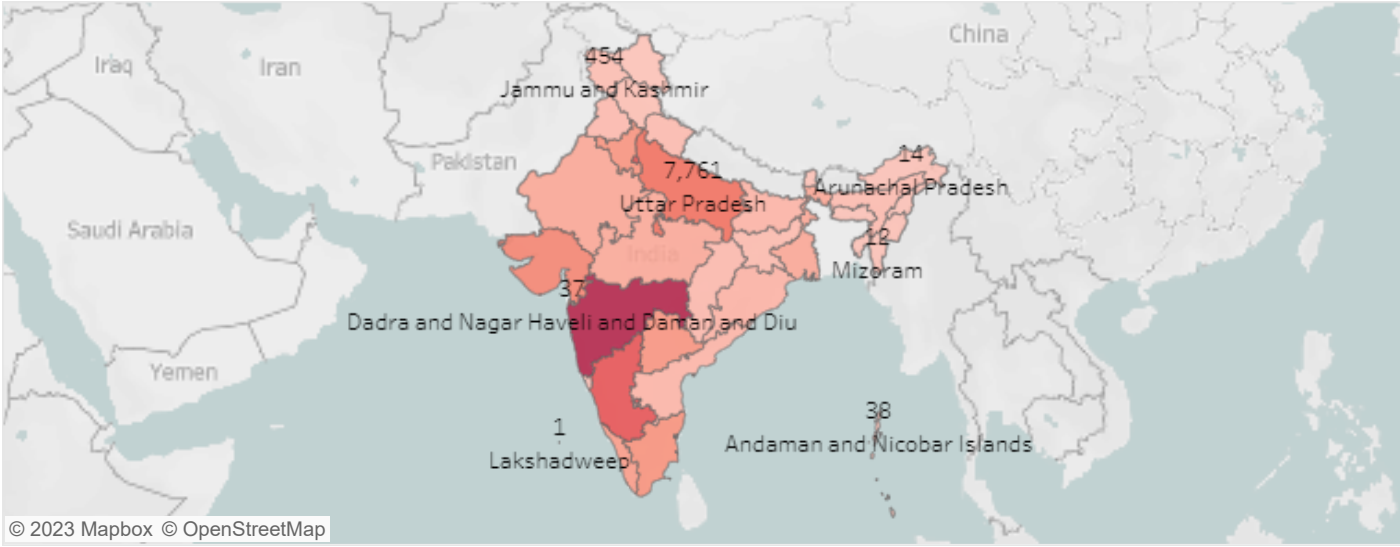 China
454
Iraq
Iran
Jammu and Kashmir
14
Pakistan
7,761
Arunachal Pradesh
Uttar Pradesh
Saudi Arabia
12
India
Mizoram
37
Dadra and Nagar Haveli and Daman and Diu
Yemen
38
1
Andaman and Nicobar Islands
Lakshadweep
© 2023 Mapbox © OpenStreetMap